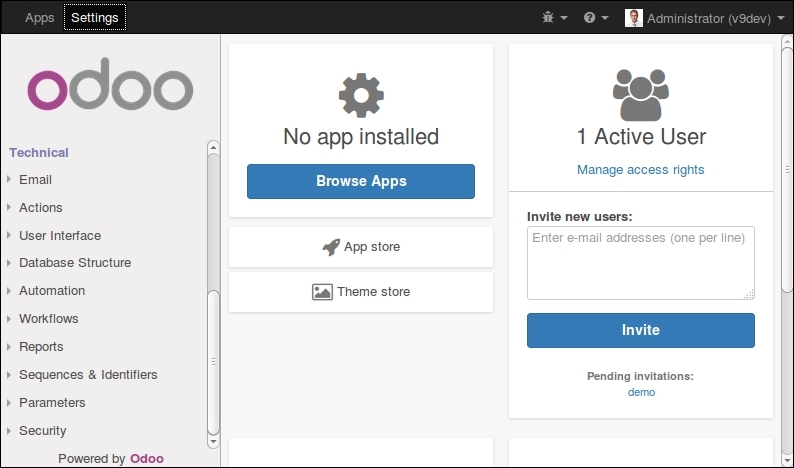 Apps Settings Administrator (v9dev)
odoo
Technical
Email
Actions
User Interface
Database Structure
Automation
Workflows
Reports
Sequences & Identifiers
Parameters
Security
Powered by Odoo
No app installed
Browse Apps
App store
Theme store
1 Active User
Manage access rights
Invite new users:
Enter e-mail addresses (one per line)
Invite
Pending invitations:
demo